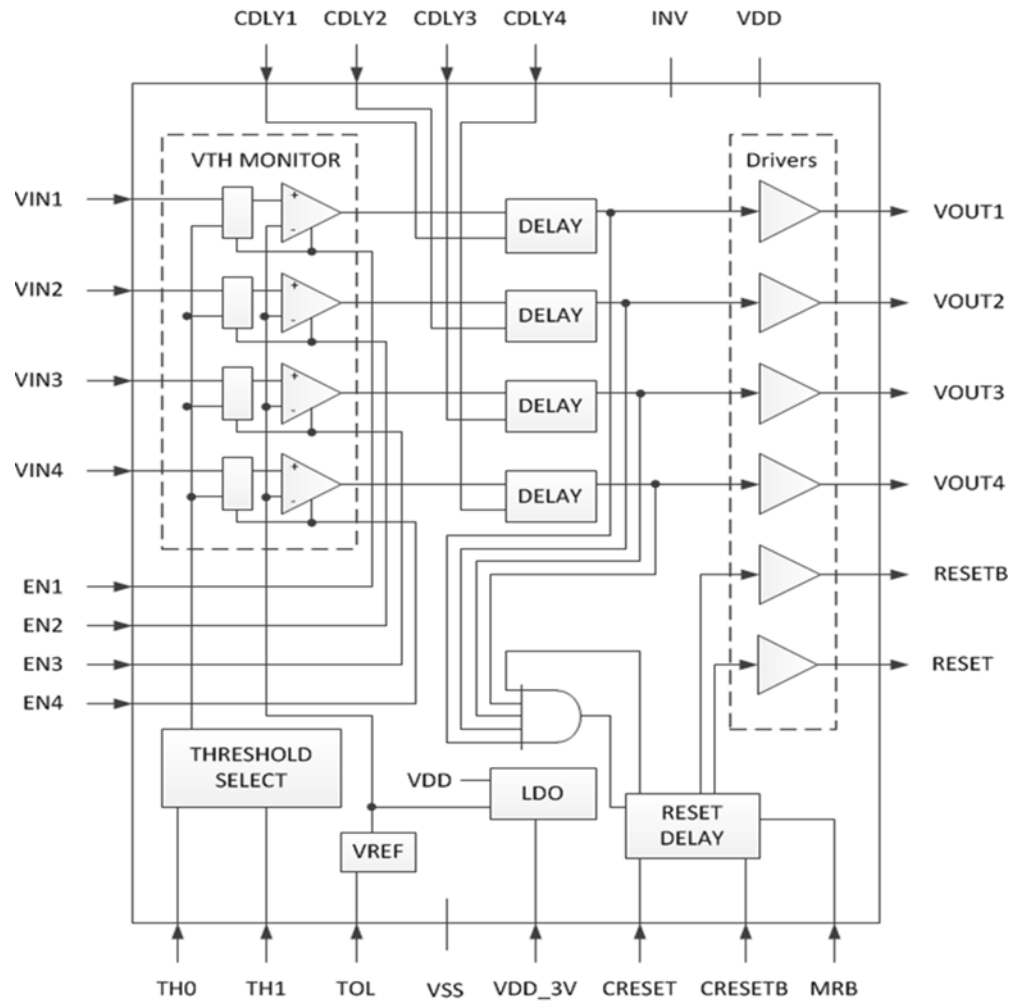 CDLY1 CDLY2 CDLY3 CDLY4 INV VDD
VTH MONITOR
Drivers
VIN1
+
-
DELAY
VOUT1
VIN2
+
-
DELAY
VOUT2
VIN3
+
-
DELAY
VOUT3
VIN4
+
-
DELAY
VOUT4
EN1
RESETB
EN2
EN3
RESET
EN4
THRESHOLD
SELECT
VDD
LDO
RESET
DELAY
VREF
TH0 TH1 TOL VSS VDD_3V CRESET CRESETB MRB